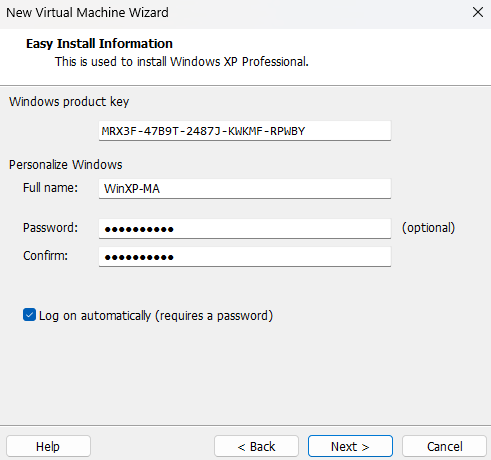 New Virtual Machine Wizard
Easy Install Information
This is used to install Windows XP Professional.
Windows product key
MRX3F-47B9T-2487J-KWKMF-RPWBY
Personalize Windows
Full name: WinXP-MA
Password: ●●●●●●●●●● (optional)
Confirm: ●●●●●●●●●●
Log on automatically (requires a password)
Help < Back Next > Cancel